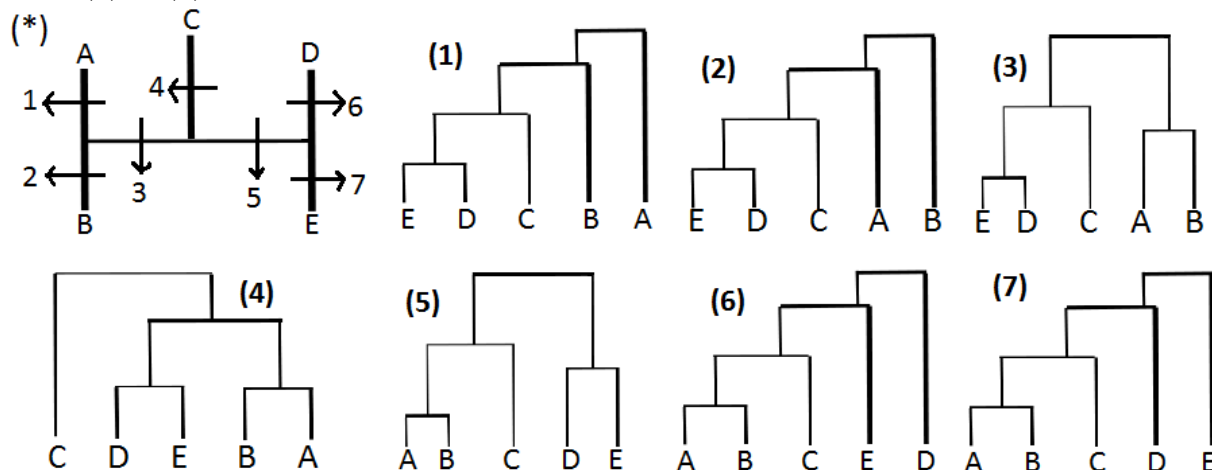 (*)
A
C
D
1
4
6
2
3
5
7
B
E
(1)
E D C B A
(2)
E D C A B
(3)
E D C A B
(4)
C D E B A
(5)
A B C D E
(6)
A B C E D
(7)
A B C D E